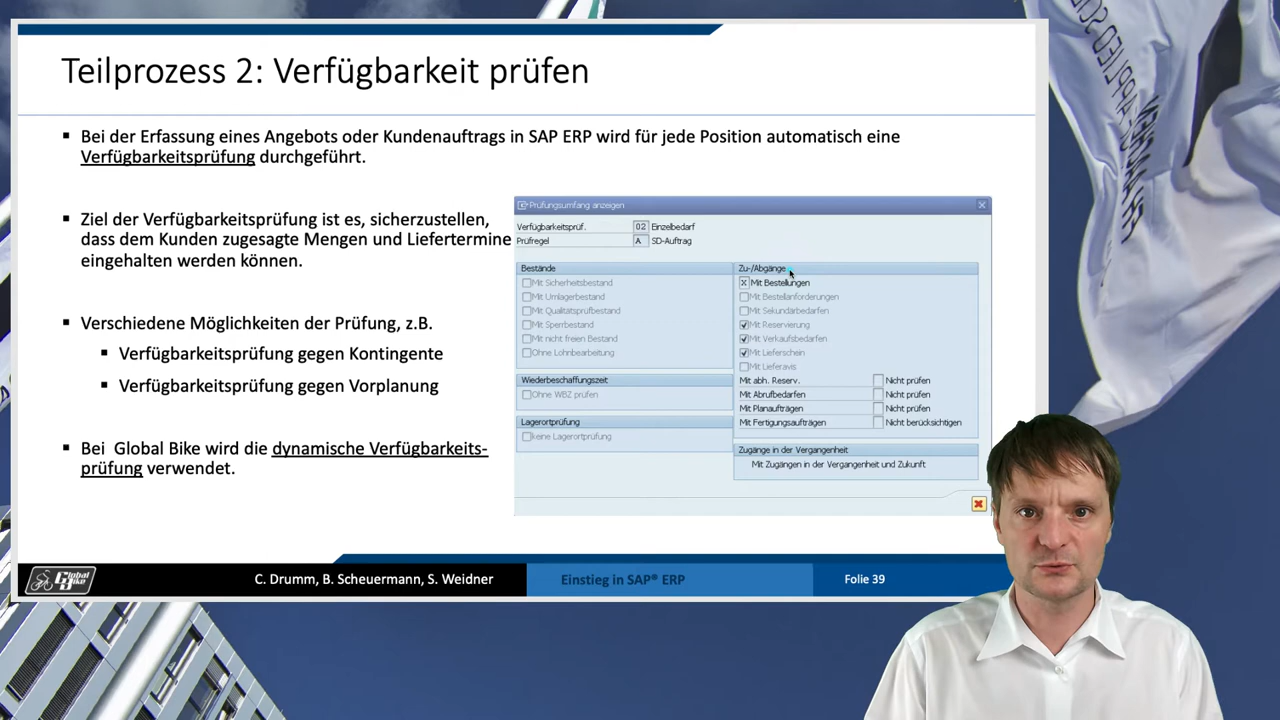 Teilprozess 2: Verfügbarkeit prüfen
Bei der Erfassung eines Angebots oder Kundenauftrags in SAP ERP wird für jede Position automatisch eine
Verfügbarkeitsprüfung durchgeführt.
Ziel der Verfügbarkeitsprüfung ist es, sicherzustellen,
dass dem Kunden zugesagte Mengen und Liefertermine
eingehalten werden können.
Verschiedene Möglichkeiten der Prüfung, z.B.
Verfügbarkeitsprüfung gegen Kontingente
Verfügbarkeitsprüfung gegen Vorplanung
Bei Global Bike wird die dynamische Verfügbarkeits-
prüfung verwendet.
Prüfungsumfang anzeigen
Verfügbarkeitsprüf. 02 Einzelbedarf
Prüfregel A SD-Auftrag
Bestände
Mit Sicherheitsbestand
Mit Umlagerbestand
Mit Qualitätsprüfbestand
Mit Sperrbestand
Mit nicht freien Bestand
Ohne Lohnbearbeitung
Wiederbeschaffungszeit
Ohne WBZ prüfen
Lagerortprüfung
keine Lagerortprüfung
Zu-/Abgänge
X Mit Bestellungen
Mit Bestellanforderungen
Mit Sekundärbedarfen
Mit Reservierung
Mit Verkaufsbedarfen
Mit Lieferschein
Mit Lieferavis
Mit abh. Reserv. Nicht prüfen
Mit Abrufbedarfen Nicht prüfen
Mit Planaufträgen Nicht prüfen
Mit Fertigungsaufträgen Nicht berücksichtigen
Zugänge in der Vergangenheit
Mit Zugängen in der Vergangenheit und Zukunft
Global Bike
C. Drumm, B. Scheuermann, S. Weidner
Einstieg in SAP® ERP
Folie 39